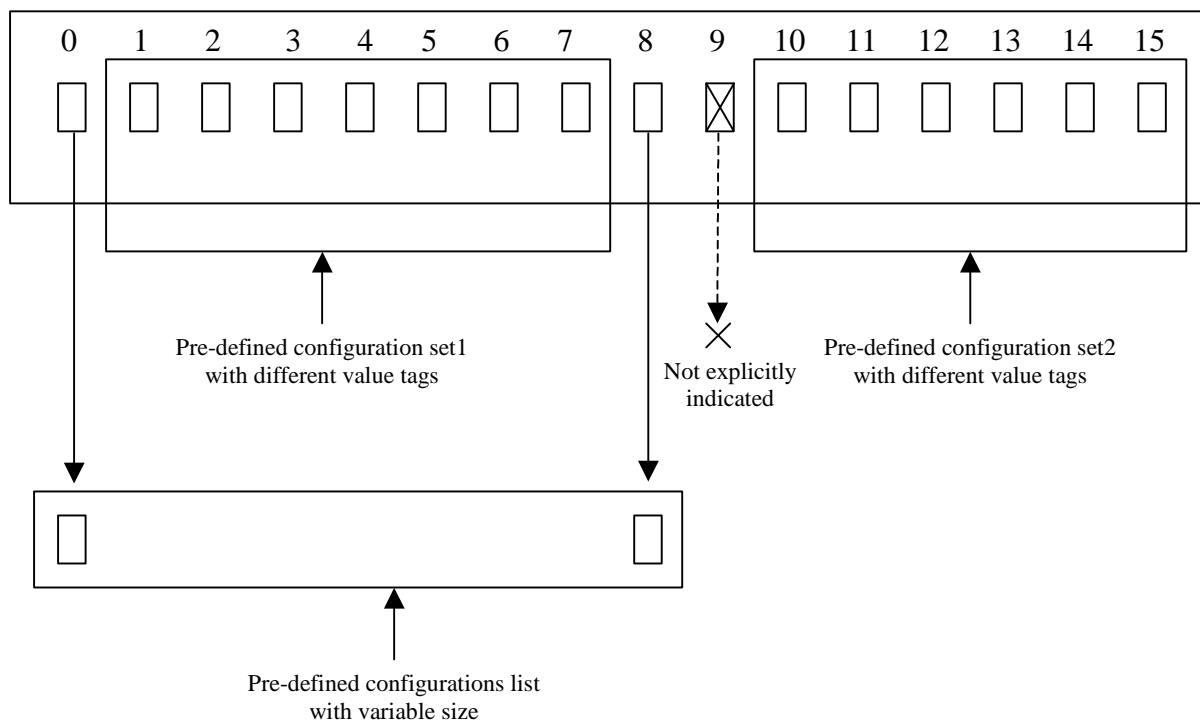 0 1 2 3 4 5 6 7 8 9 10 11 12 13 14 15
Pre-defined configuration set1
with different value tags
Not explicitly
indicated
Pre-defined configuration set2
with different value tags
Pre-defined configurations list
with variable size